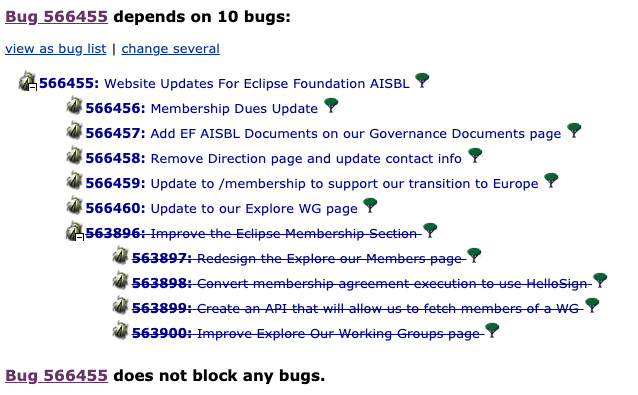 Bug 566455 depends on 10 bugs:
view as bug list | change several
566455: Website Updates For Eclipse Foundation AISBL
566456: Membership Dues Update
566457: Add EF AISBL Documents on our Governance Documents page
566458: Remove Direction page and update contact info
566459: Update to /membership to support our transition to Europe
566460: Update to our Explore WG page
563896: Improve the Eclipse Membership Section
563897: Redesign the Explore our Members page
563898: Convert membership agreement execution to use HelloSign
563899: Create an API that will allow us to fetch members of a WG
563900: Improve Explore Our Working Groups page
Bug 566455 does not block any bugs.